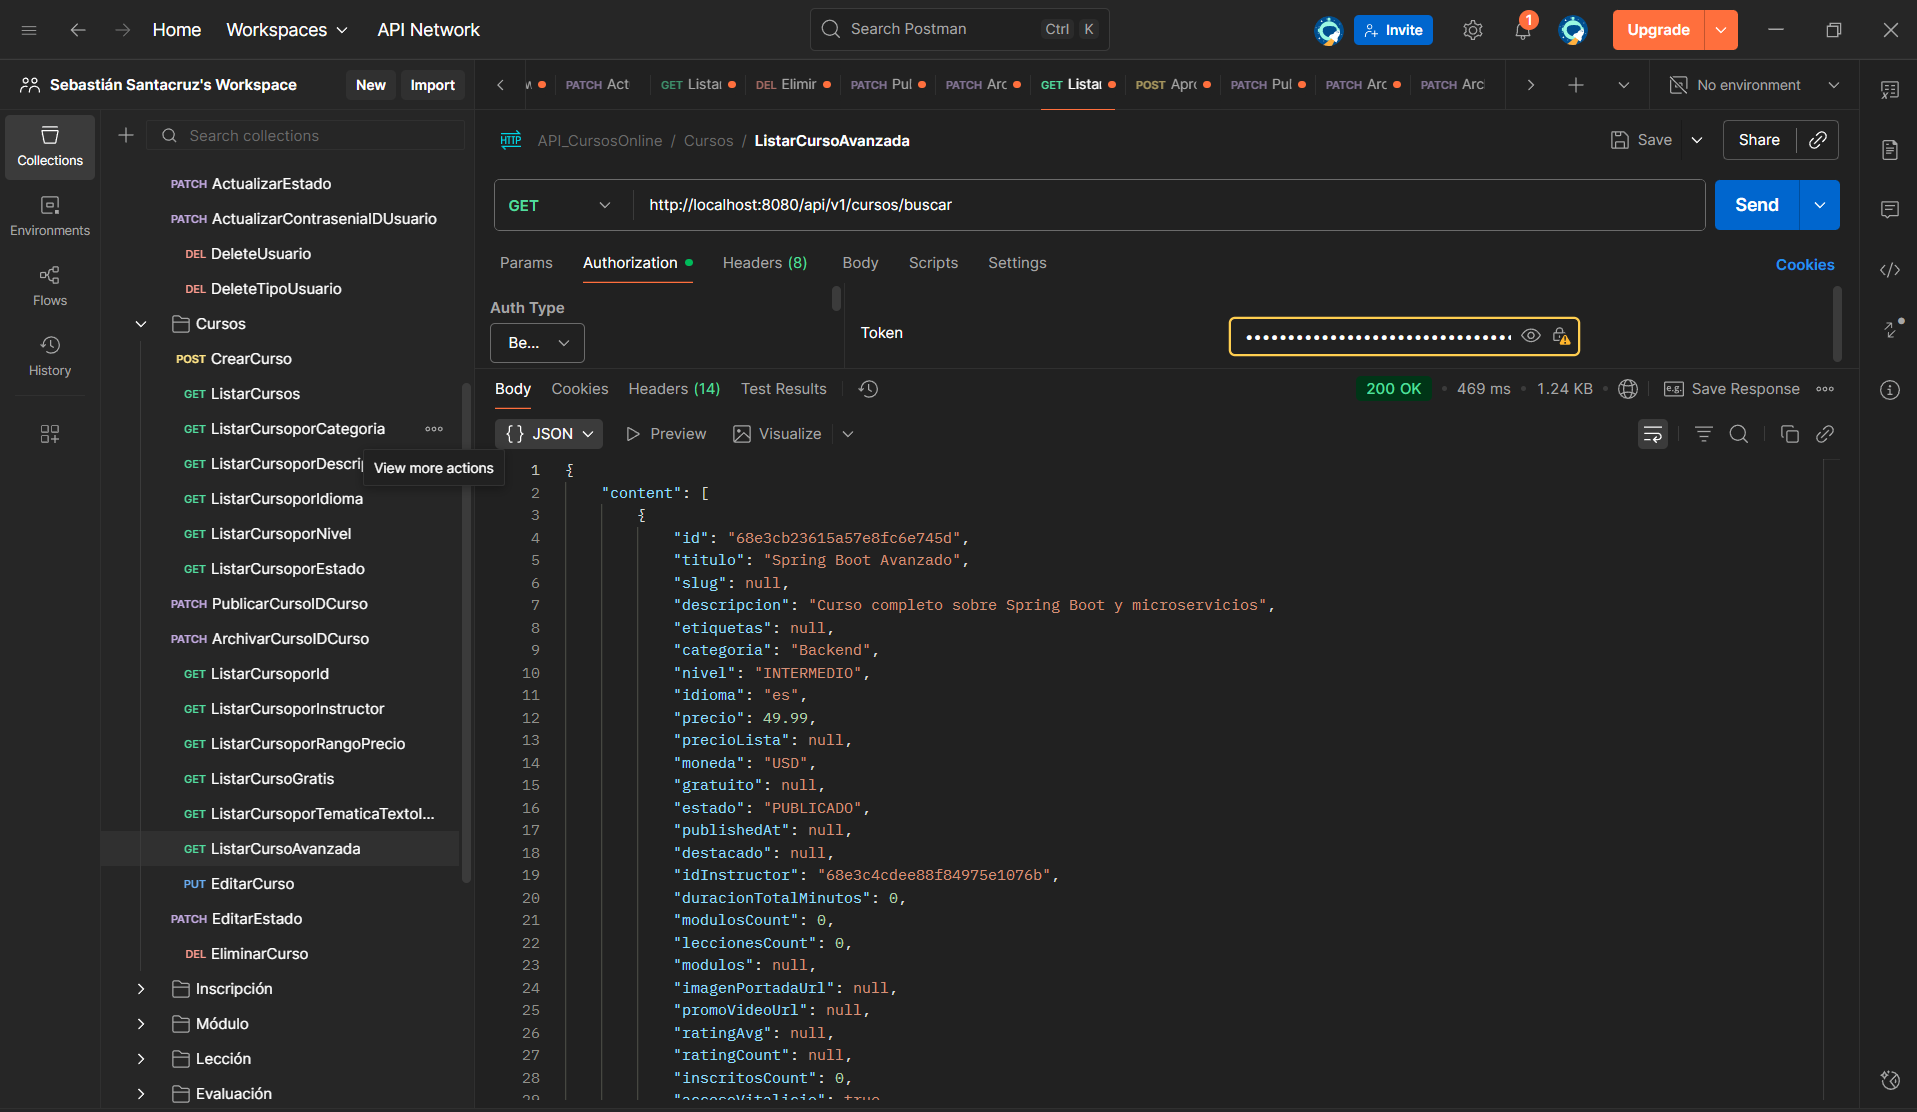 Home Workspaces API Network Search Postman Ctrl K Invite 1 Upgrade
Sebastián Santacruz's Workspace New Import
PATCH Act GET Listar DEL Elimir PATCH Pul PATCH Arc GET Listar POST Apro PATCH Pul PATCH Arc PATCH Arc No environment
Collections
Environments
Flows
History
Search collections
PATCH ActualizarEstado
PATCH ActualizarContraseniaIDUsuario
DEL DeleteUsuario
DEL DeleteTipoUsuario
Cursos
POST CrearCurso
GET ListarCursos
GET ListarCursoporCategoria
GET ListarCursoporDescrip
View more actions
GET ListarCursoporIdioma
GET ListarCursoporNivel
GET ListarCursoporEstado
PATCH PublicarCursoIDCurso
PATCH ArchivarCursoIDCurso
GET ListarCursoporId
GET ListarCursoporInstructor
GET ListarCursoporRangoPrecio
GET ListarCursoGratis
GET ListarCursoporTematicaTextol...
GET ListarCursoAvanzada
PUT EditarCurso
PATCH EditarEstado
DEL EliminarCurso
Inscripción
Módulo
Lección
Evaluación
HTTP API_CursosOnline / Cursos / ListarCursoAvanzada Save Share
GET http://localhost:8080/api/v1/cursos/buscar Send
Params Authorization Headers (8) Body Scripts Settings Cookies
Auth Type
Be...
Token
Body Cookies Headers (14) Test Results 200 OK 469 ms 1.24 KB e.g. Save Response
{} JSON Preview Visualize
1 {
2 "content": [
3 {
4 "id": "68e3cb23615a57e8fc6e745d",
5 "titulo": "Spring Boot Avanzado",
6 "slug": null,
7 "descripcion": "Curso completo sobre Spring Boot y microservicios",
8 "etiquetas": null,
9 "categoria": "Backend",
10 "nivel": "INTERMEDIO",
11 "idioma": "es",
12 "precio": 49.99,
13 "precioLista": null,
14 "moneda": "USD",
15 "gratuito": null,
16 "estado": "PUBLICADO",
17 "publishedAt": null,
18 "destacado": null,
19 "idInstructor": "68e3c4cdee88f84975e1076b",
20 "duracionTotalMinutos": 0,
21 "modulosCount": 0,
22 "leccionesCount": 0,
23 "modulos": null,
24 "imagenPortadaUrl": null,
25 "promoVideoUrl": null,
26 "ratingAvg": null,
27 "ratingCount": null,
28 "inscritosCount": 0,
29 "accesoVitalicio": true